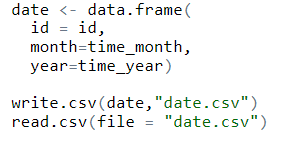 date <- data.frame(
  id = id,
  month=time_month,
  year=time_year)
write.csv(date,"date.csv")
read.csv(file = "date.csv")